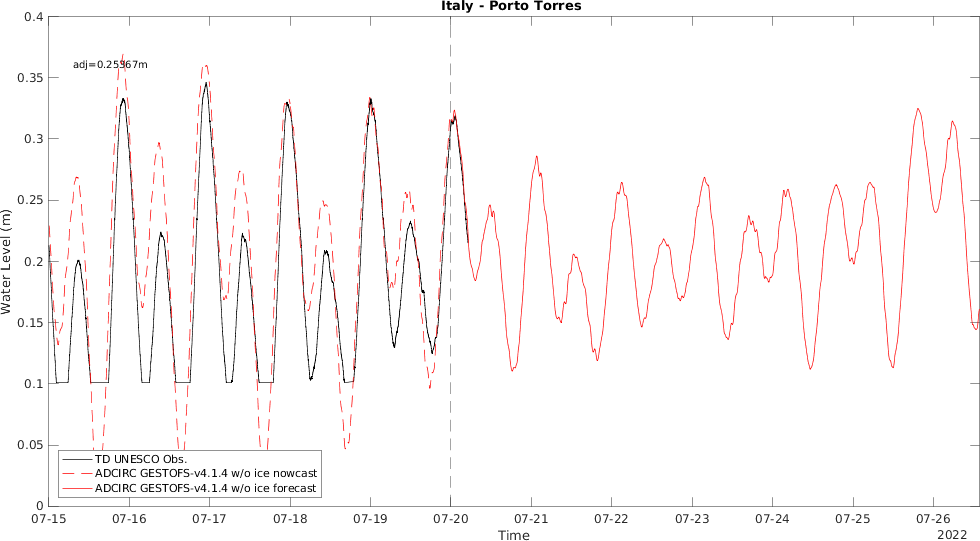 Italy - Porto Torres
0.4
0.35
0.3
0.25
0.2
0.15
0.1
0.05
0
Water Level (m)
adj=0.25367m
TD UNESCO Obs.
ADCIRC GESTOFS-v4.1.4 w/o ice nowcast
ADCIRC GESTOFS-v4.1.4 w/o ice forecast
07-15 07-16 07-17 07-18 07-19 07-20 07-21 07-22 07-23 07-24 07-25 07-26
Time
2022